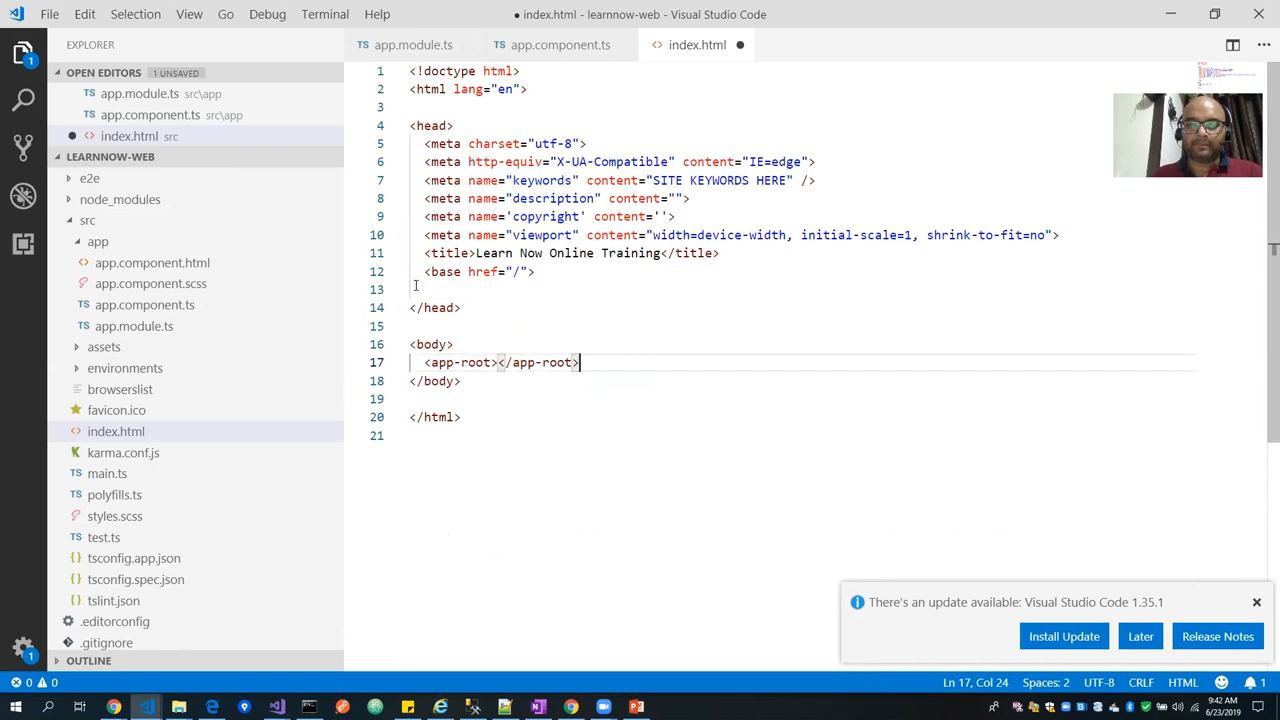 File Edit Selection View Go Debug Terminal Help
● index.html - learnow-web - Visual Studio Code
EXPLORER
OPEN EDITORS 1 UNSAVED
TS app.module.ts src\app
TS app.component.ts src\app
● <> index.html src
LEARNNOW-WEB
e2e
node_modules
src
app
<> app.component.html
app.component.scss
TS app.component.ts
TS app.module.ts
assets
environments
browserslist
favicon.ico
<> index.html
karma.conf.js
TS main.ts
TS polyfills.ts
styles.scss
TS test.ts
{} tsconfig.app.json
{} tsconfig.spec.json
{} tslint.json
.editorconfig
.gitignore
OUTLINE
1
1
TS app.module.ts
TS app.component.ts
<> index.html ●
1 <!doctype html>
2 <html lang="en">
3
4 <head>
5 <meta charset="utf-8">
6 <meta http-equiv="X-UA-Compatible" content="IE=edge">
7 <meta name="keywords" content="SITE KEYWORDS HERE" />
8 <meta name="description" content="">
9 <meta name='copyright' content=''>
10 <meta name="viewport" content="width=device-width, initial-scale=1, shrink-to-fit=no">
11 <title>Learn Now Online Training</title>
12 <base href="/">
13
14 </head>
15
16 <body>
17 <app-root></app-root>
18 </body>
19
20 </html>
21
There's an update available: Visual Studio Code 1.35.1
Install Update Later Release Notes
0 0 Ln 17, Col 24 Spaces: 2 UTF-8 CRLF HTML 1
9:42 AM
6/23/2019